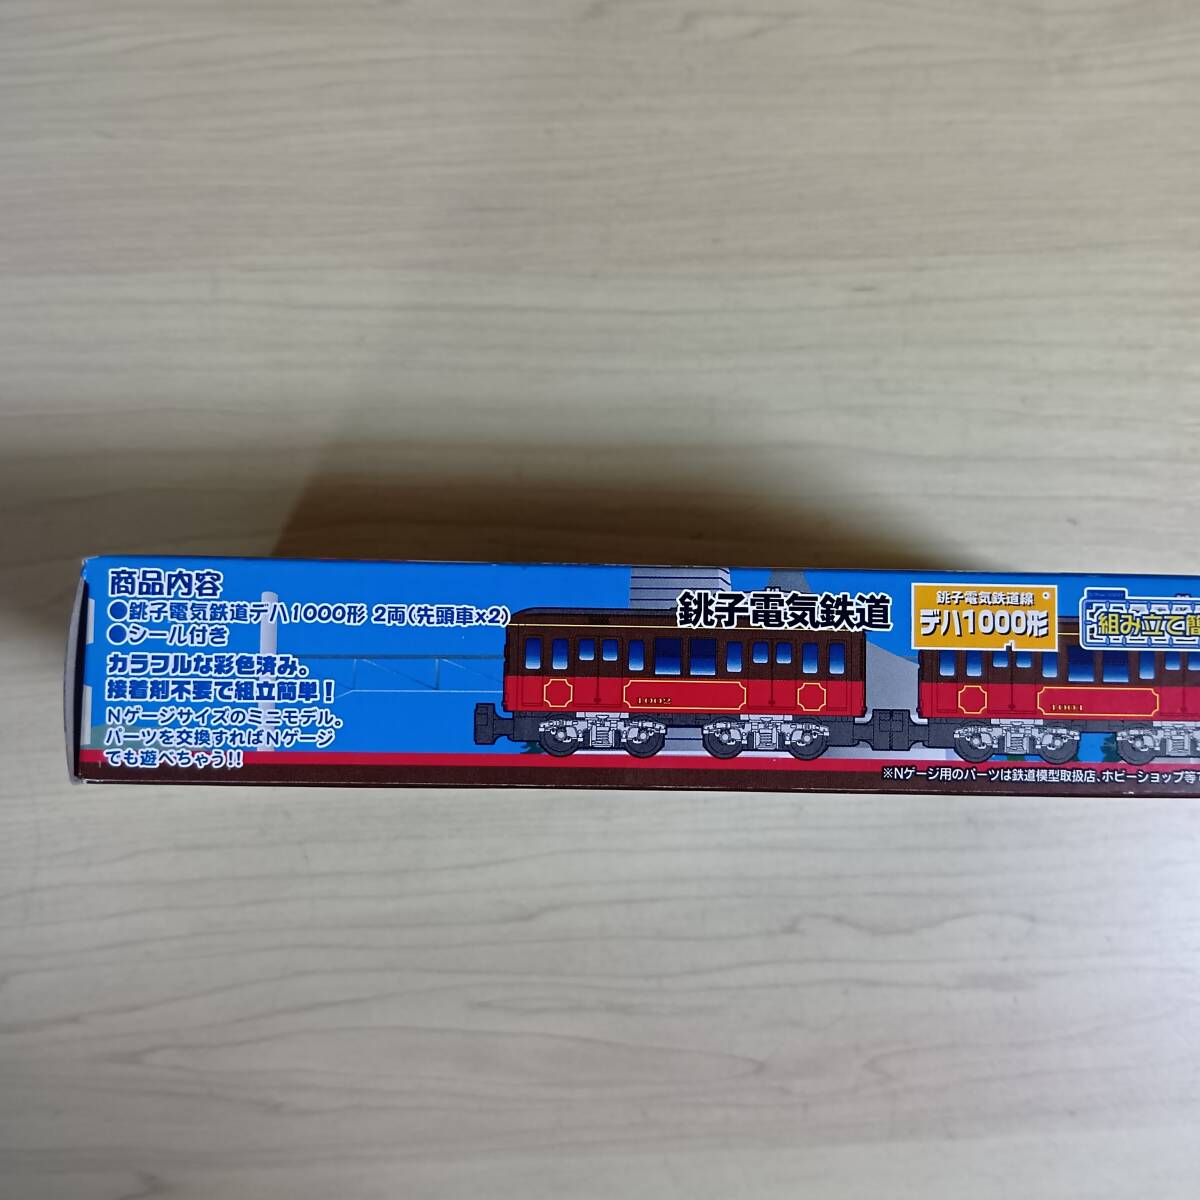 商品内容
●銚子電気鉄道デハ1000形 2両(先頭車×2)
●シール付き
カラフルな彩色済み。
接着剤不要で組立簡単!
Nゲージサイズのミニモデル。
パーツを交換すればNゲージ
でも遊べちゃう!!
銚子電気鉄道
銚子電気鉄道線
デハ1000形
組み立て簡
1002
1001
※Nゲージ用のパーツは鉄道模型取扱店、ホビーショップ等